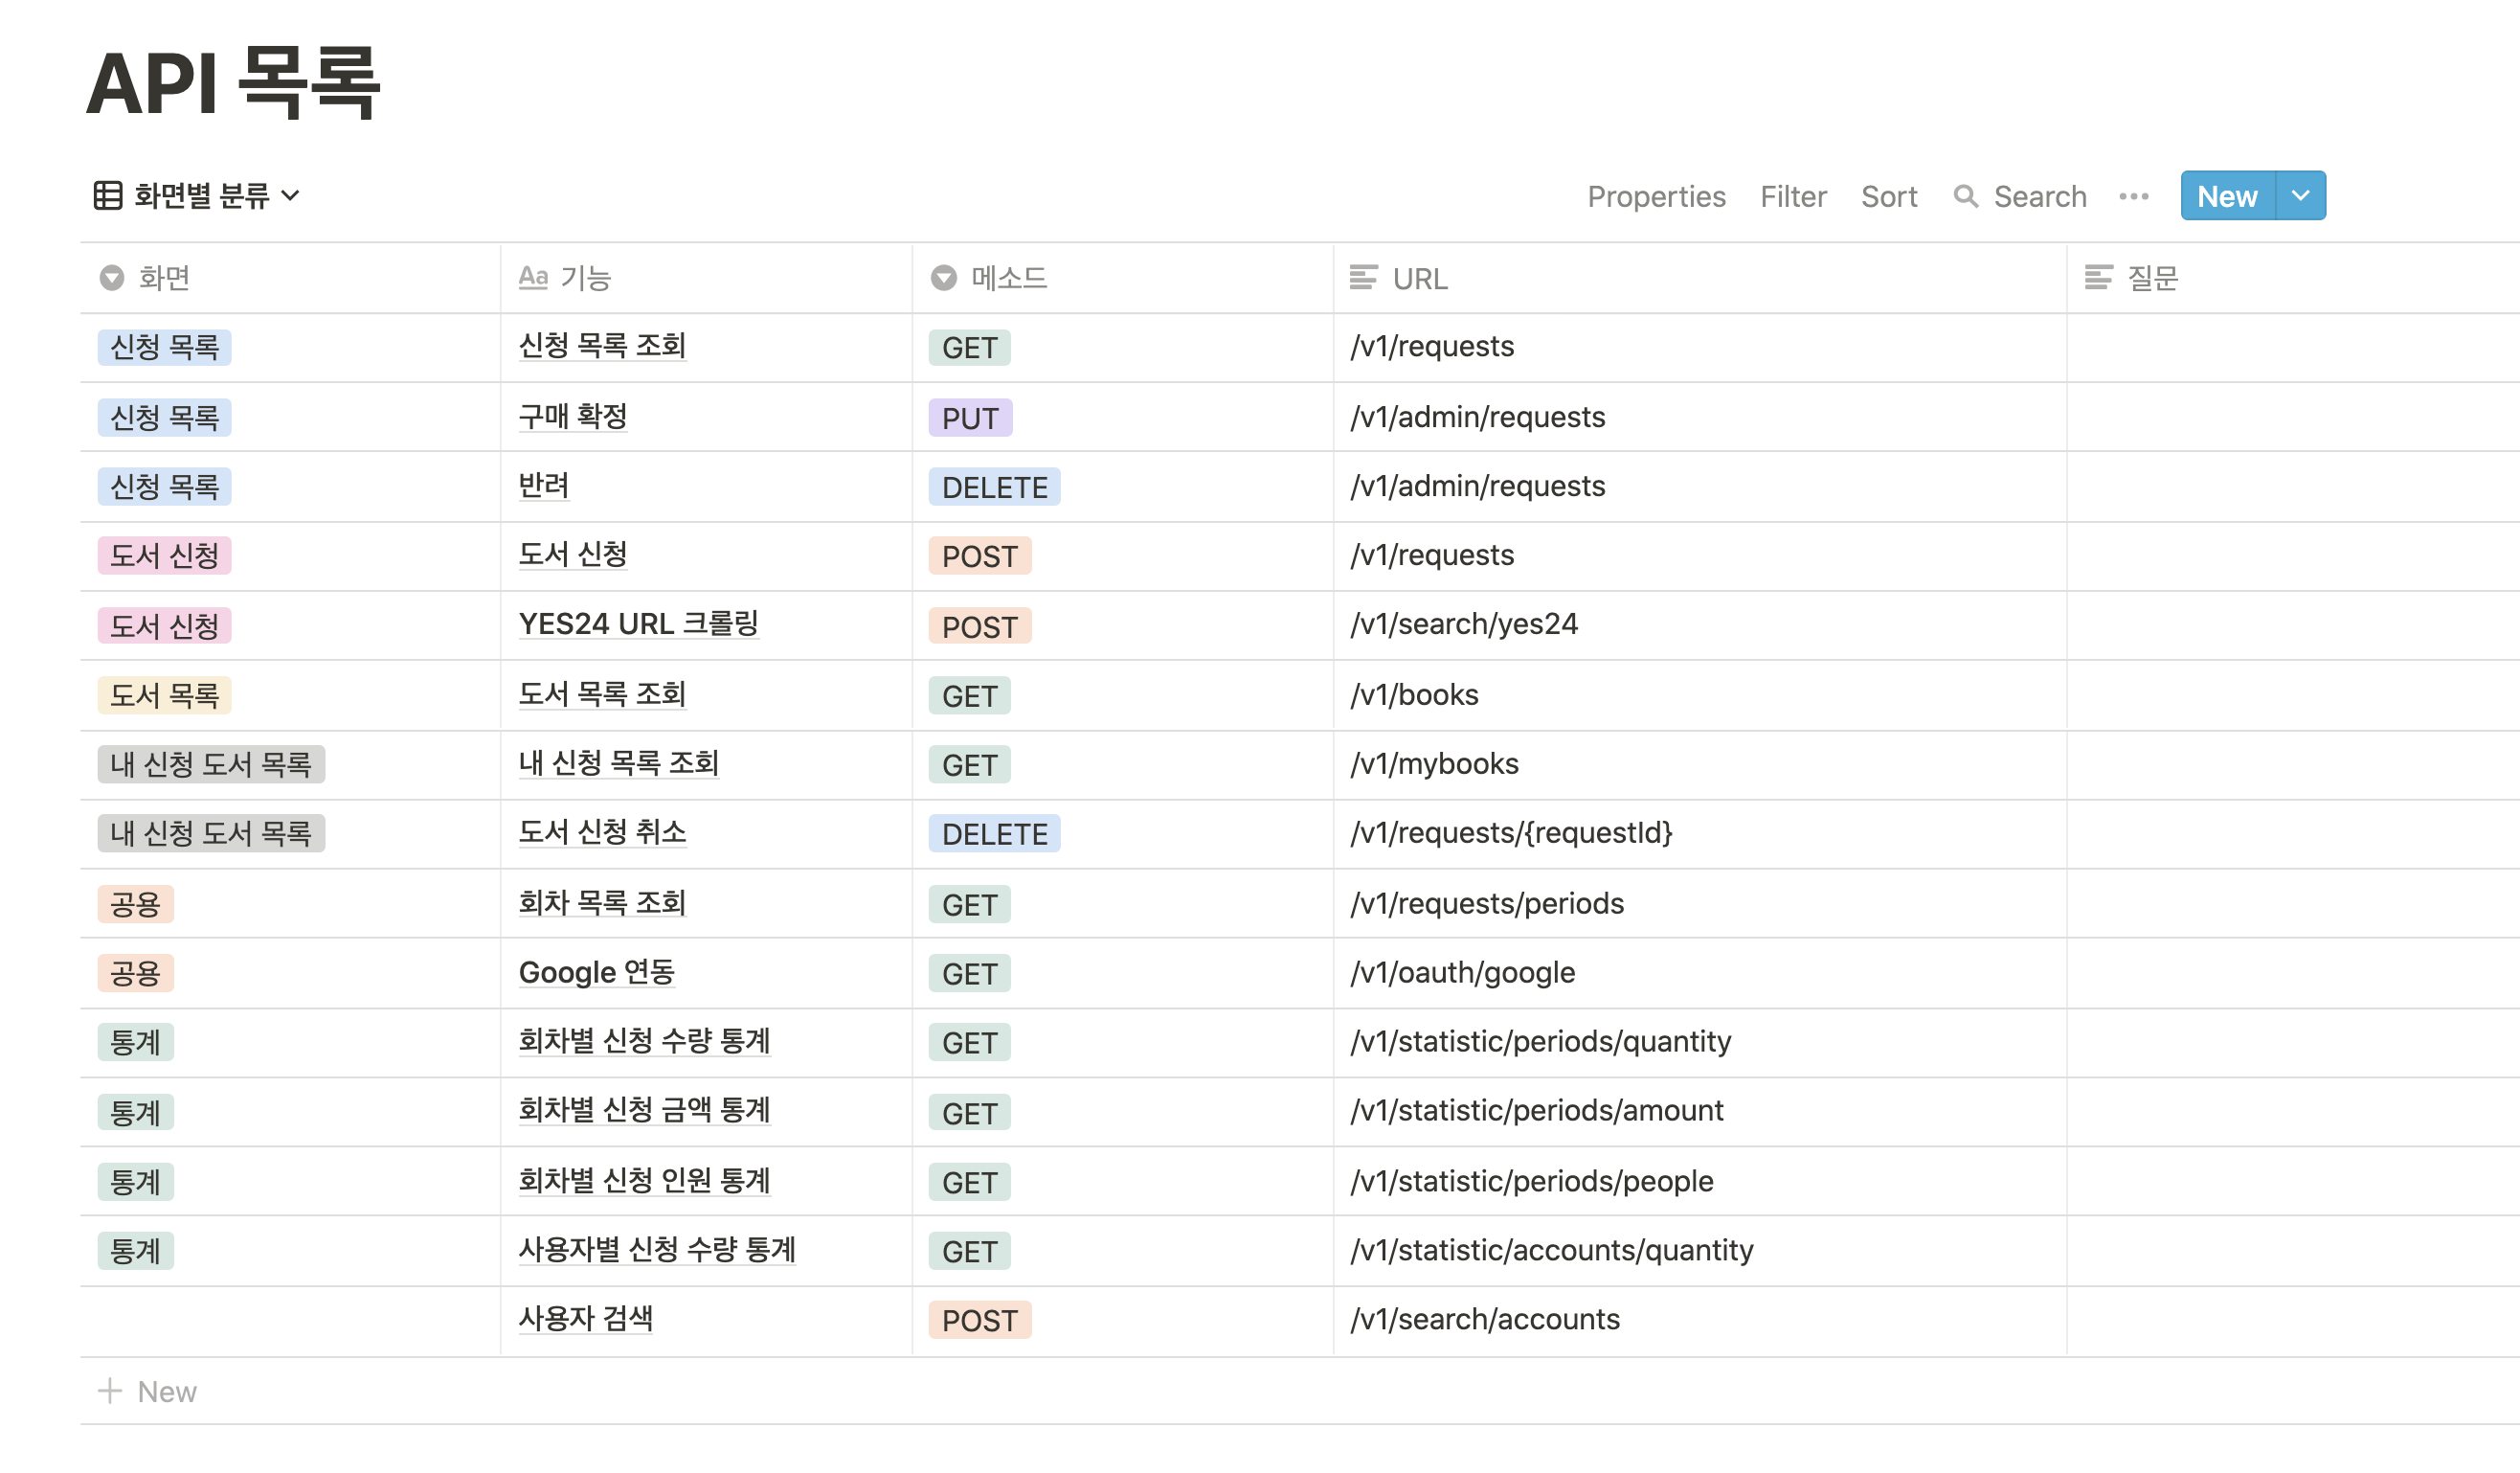 API 목록
화면별 분류 Properties Filter Sort Search New
화면 Aa 기능 메소드 URL 질문
신청 목록 신청 목록 조회 GET /v1/requests
신청 목록 구매 확정 PUT /v1/admin/requests
신청 목록 반려 DELETE /v1/admin/requests
도서 신청 도서 신청 POST /v1/requests
도서 신청 YES24 URL 크롤링 POST /v1/search/yes24
도서 목록 도서 목록 조회 GET /v1/books
내 신청 도서 목록 내 신청 목록 조회 GET /v1/mybooks
내 신청 도서 목록 도서 신청 취소 DELETE /v1/requests/{requestId}
공용 회차 목록 조회 GET /v1/requests/periods
공용 Google 연동 GET /v1/oauth/google
통계 회차별 신청 수량 통계 GET /v1/statistic/periods/quantity
통계 회차별 신청 금액 통계 GET /v1/statistic/periods/amount
통계 회차별 신청 인원 통계 GET /v1/statistic/periods/people
통계 사용자별 신청 수량 통계 GET /v1/statistic/accounts/quantity
사용자 검색 POST /v1/search/accounts
+ New